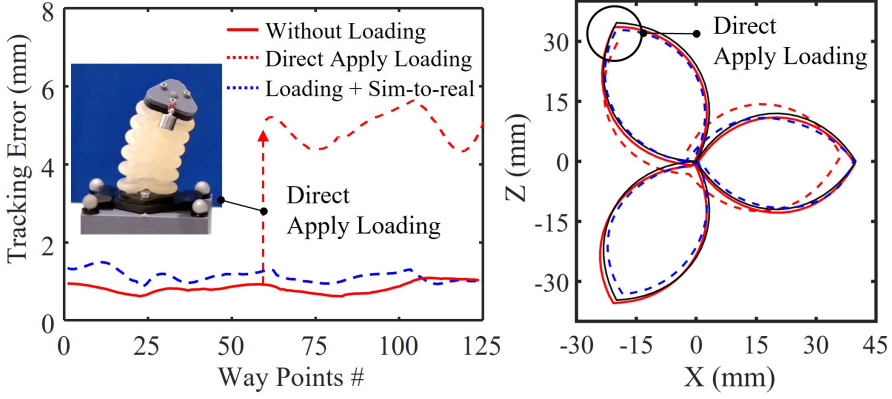 Tracking Error (mm)
8
6
4
2
0
Without Loading
Direct Apply Loading
Loading + Sim-to-real
Direct
Apply Loading
0
25
50
75
100
125
Way Points #
Z (mm)
30
15
0
-15
-30
Direct
Apply Loading
-30
-15
0
15
30
45
X (mm)